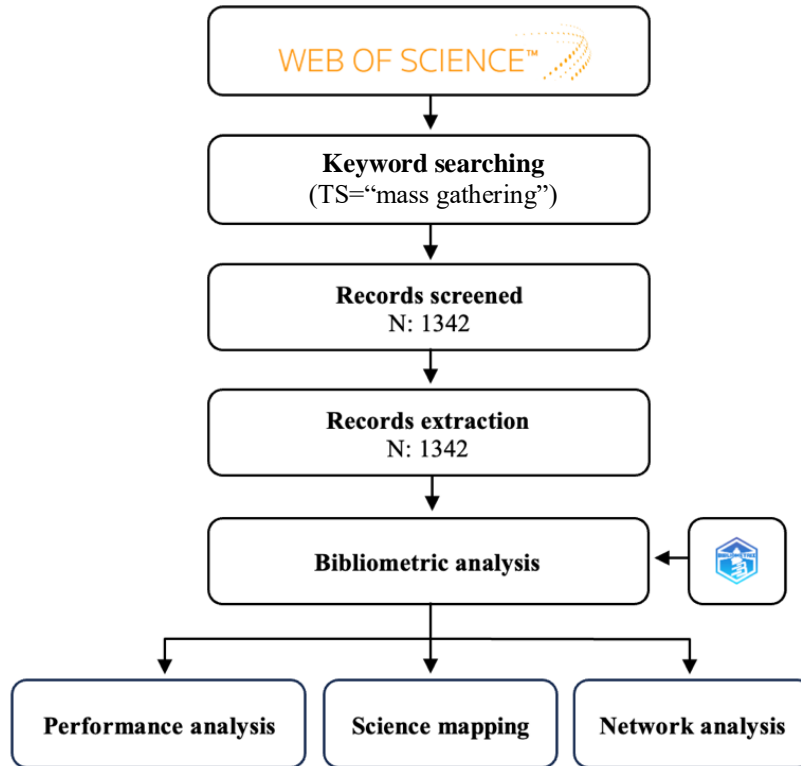 WEB OF SCIENCE™
Keyword searching
(TS=“mass gathering”)
Records screened
N: 1342
Records extraction
N: 1342
Bibliometric analysis
BIBLIOMETRIX
Performance analysis
Science mapping
Network analysis